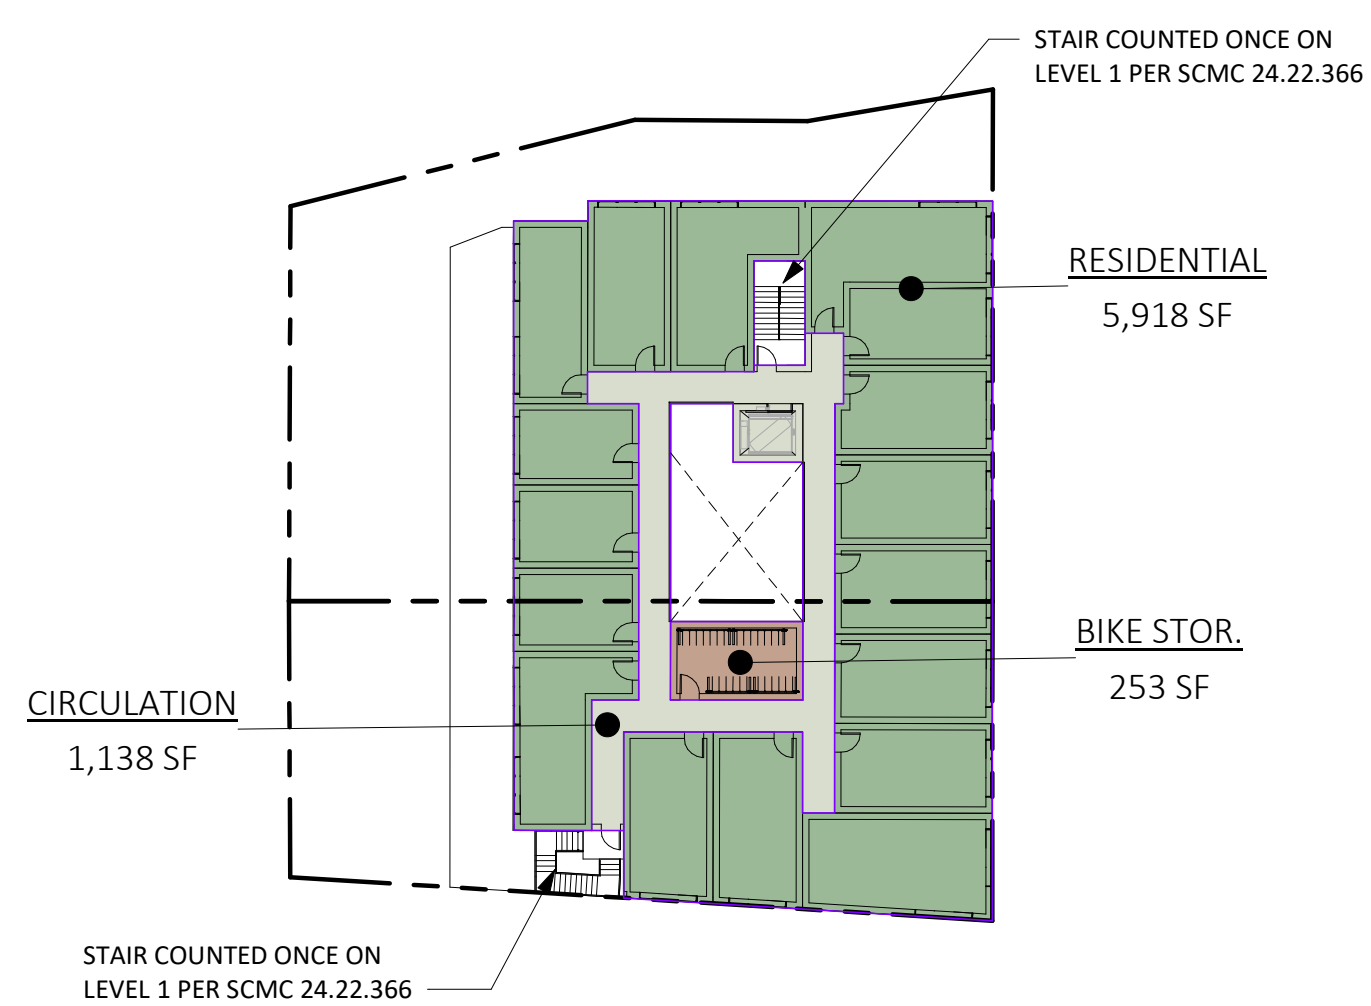 STAIR COUNTED ONCE ON
LEVEL 1 PER SCMC 24.22.366
RESIDENTIAL
5,918 SF
BIKE STOR.
253 SF
CIRCULATION
1,138 SF
STAIR COUNTED ONCE ON
LEVEL 1 PER SCMC 24.22.366